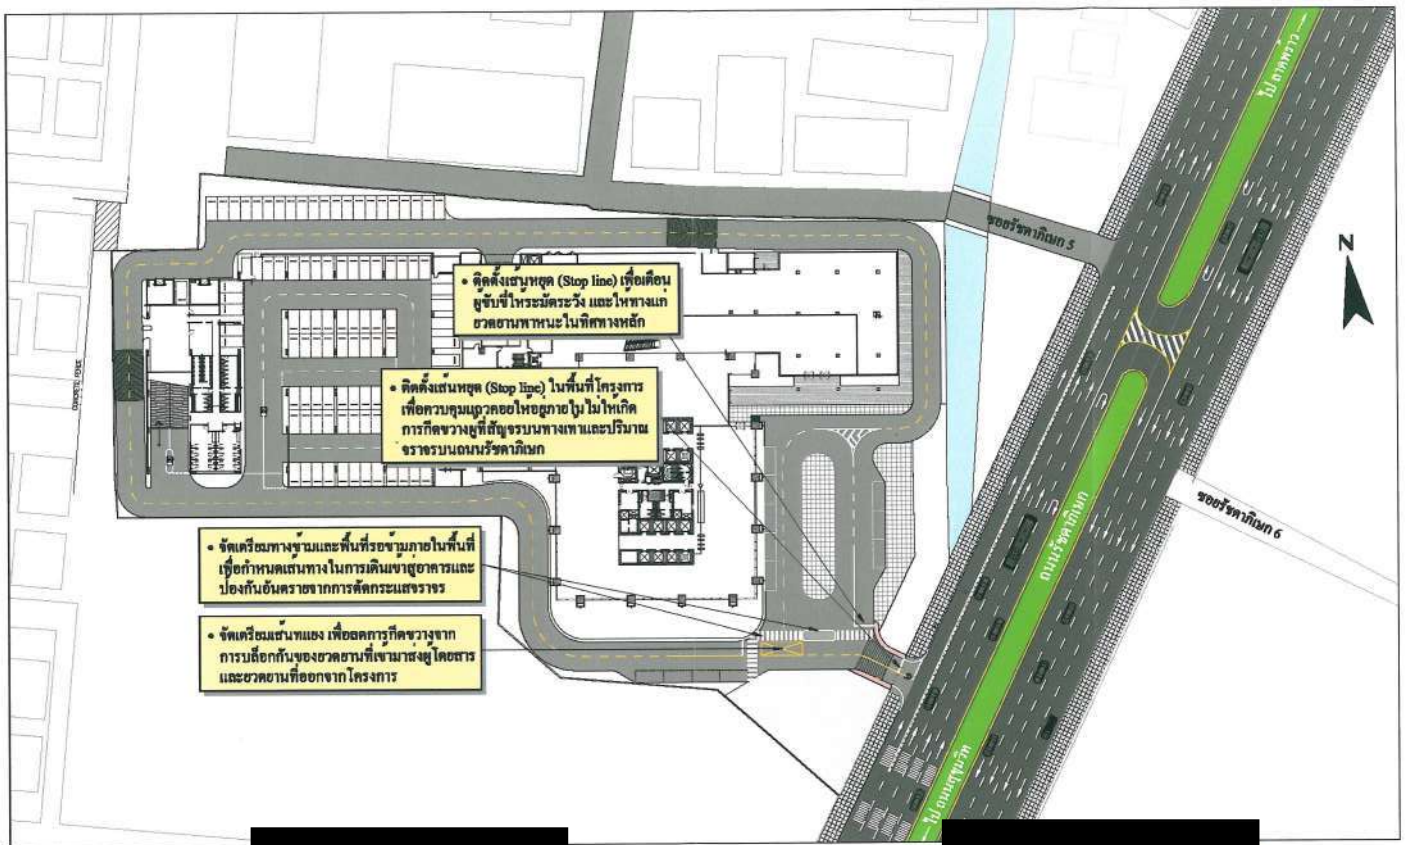 ไป ลาดพร้าว
ซอยรัชดาภิเษก 5
N
• ติดตั้งเส้นหยุด (Stop line) เพื่อเตือน
ผู้ขับขี่ให้ระมัดระวัง และให้ทางแก่
ยวดยานพาหนะในทิศทางหลัก
CONCRETE FENCE
• ติดตั้งเส้นหยุด (Stop line) ในพื้นที่โครงการ
เพื่อควบคุมแถวคอยให้อยู่ภายในไม่ให้เกิด
การกีดขวางผู้ที่สัญจรบนทางเท้าและปริมาณ
จราจรบนถนนรัชดาภิเษก
ถนนรัชดาภิเษก
ซอยรัชดาภิเษก 6
• จัดเตรียมทางข้ามและพื้นที่รอข้ามภายในพื้นที่
เพื่อกำหนดเส้นทางในการเดินเข้าสู่อาคารและ
ป้องกันอันตรายจากการตัดกระแสจราจร
• จัดเตรียมเส้นทแยง เพื่อลดการกีดขวางจาก
การบล็อกกันของยวดยานที่เข้ามาส่งผู้โดยสาร
และยวดยานที่ออกจากโครงการ
ไป ถนนสุขุมวิท